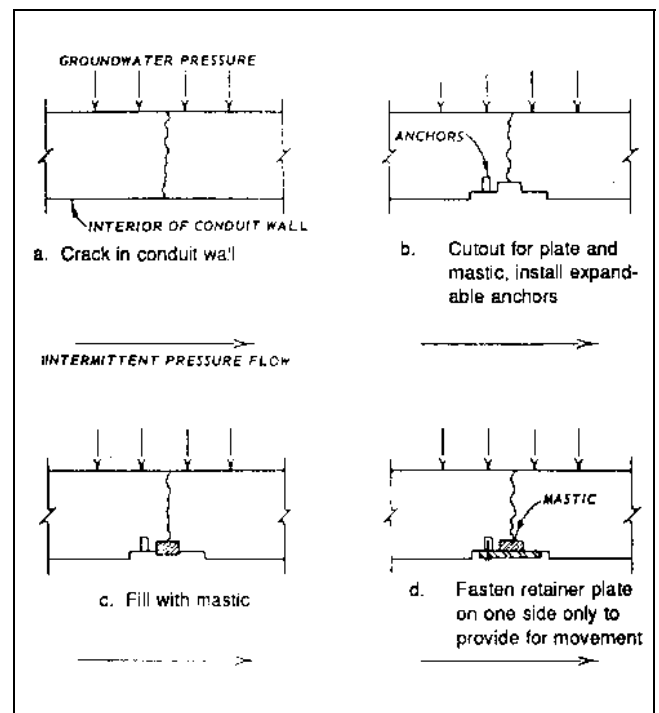 GROUNDWATER PRESSURE
INTERIOR OF CONDUIT WALL
a. Crack in conduit wall
ANCHORS
b. Cutout for plate and
mastic, install expand-
able anchors
INTERMITTENT PRESSURE FLOW
c. Fill with mastic
MASTIC
d. Fasten retainer plate
on one side only to
provide for movement